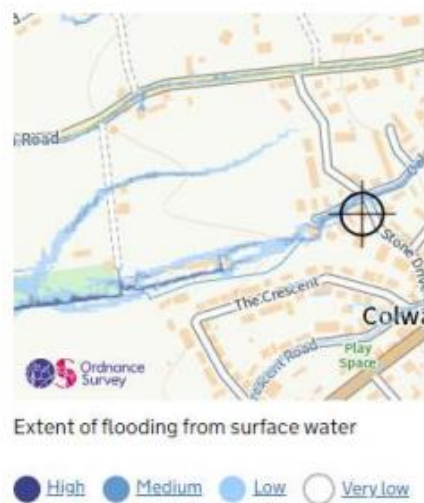 Road
Stone Drive
The Crescent
Colwa
Crescent Road
Play
Space
Ordnance
Survey
Extent of flooding from surface water
High Medium Low Very low